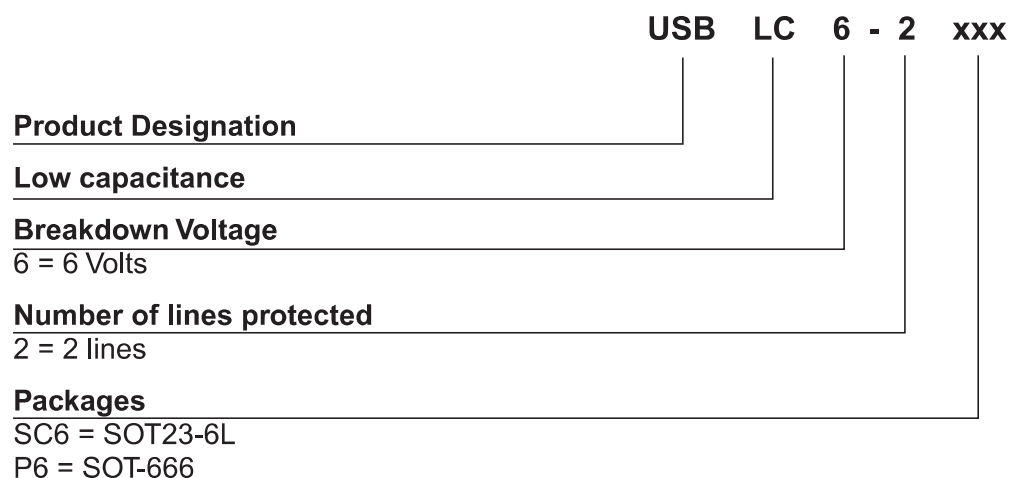 USB LC 6 - 2 xxx
Product Designation
Low capacitance
Breakdown Voltage
6 = 6 Volts
Number of lines protected
2 = 2 lines
Packages
SC6 = SOT23-6L
P6 = SOT-666